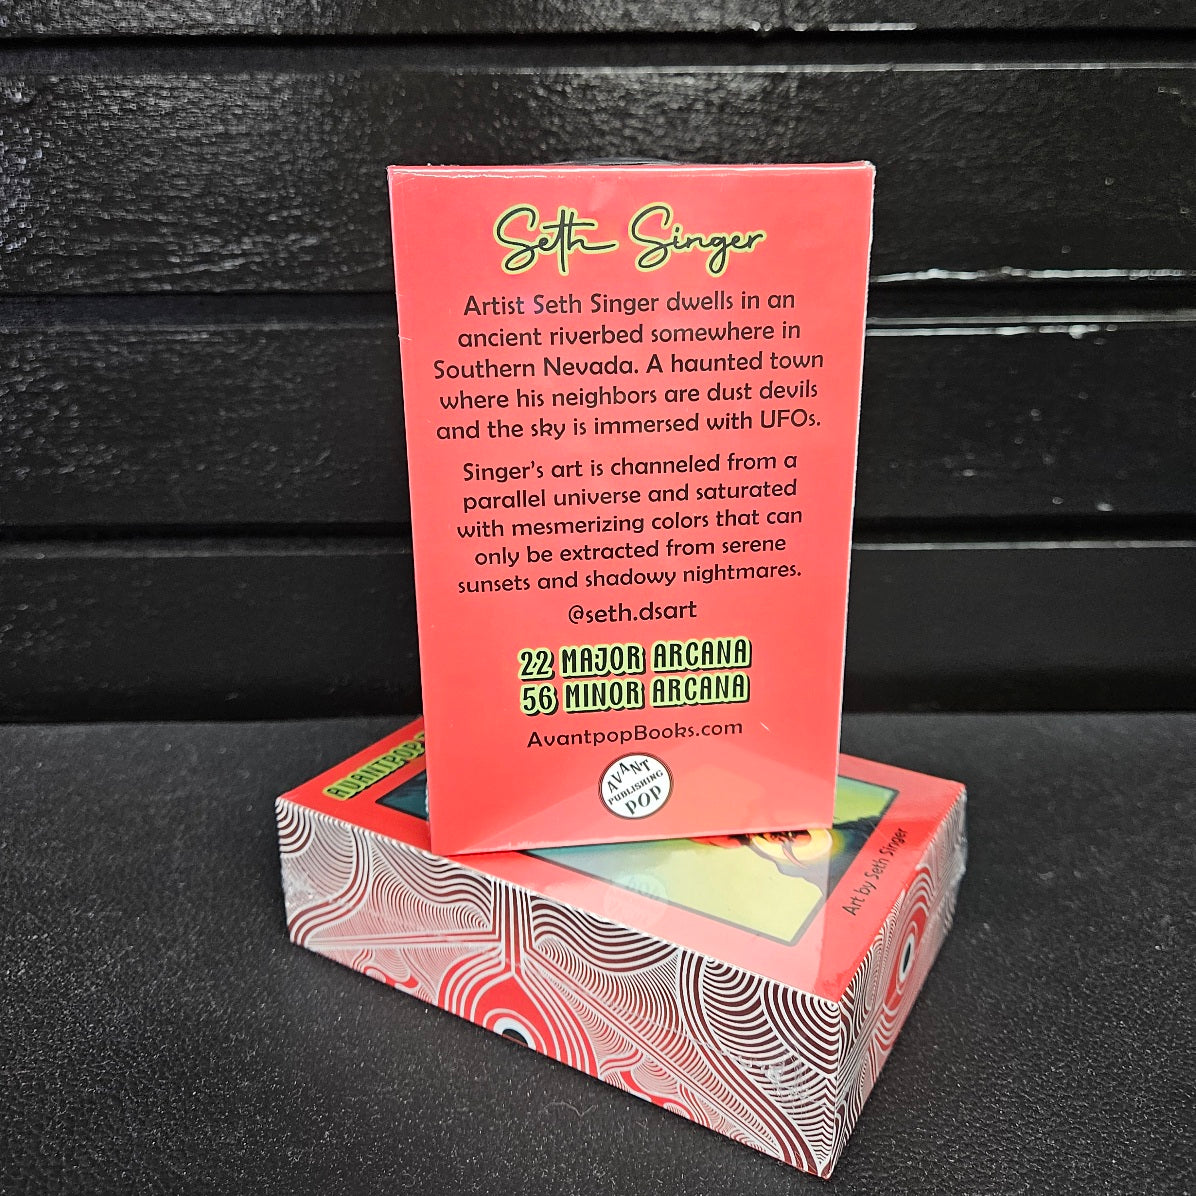 Seth Singer
Artist Seth Singer dwells in an
ancient riverbed somewhere in
Southern Nevada. A haunted town
where his neighbors are dust devils
and the sky is immersed with UFOs.
Singer's art is channeled from a
parallel universe and saturated
with mesmerizing colors that can
only be extracted from serene
sunsets and shadowy nightmares.
@seth.dsart
22 MAJOR ARCANA
56 MINOR ARCANA
AvantpopBooks.com
AVANT
PUBLISHING
POP
AVANTPOP
Art by Seth Singer